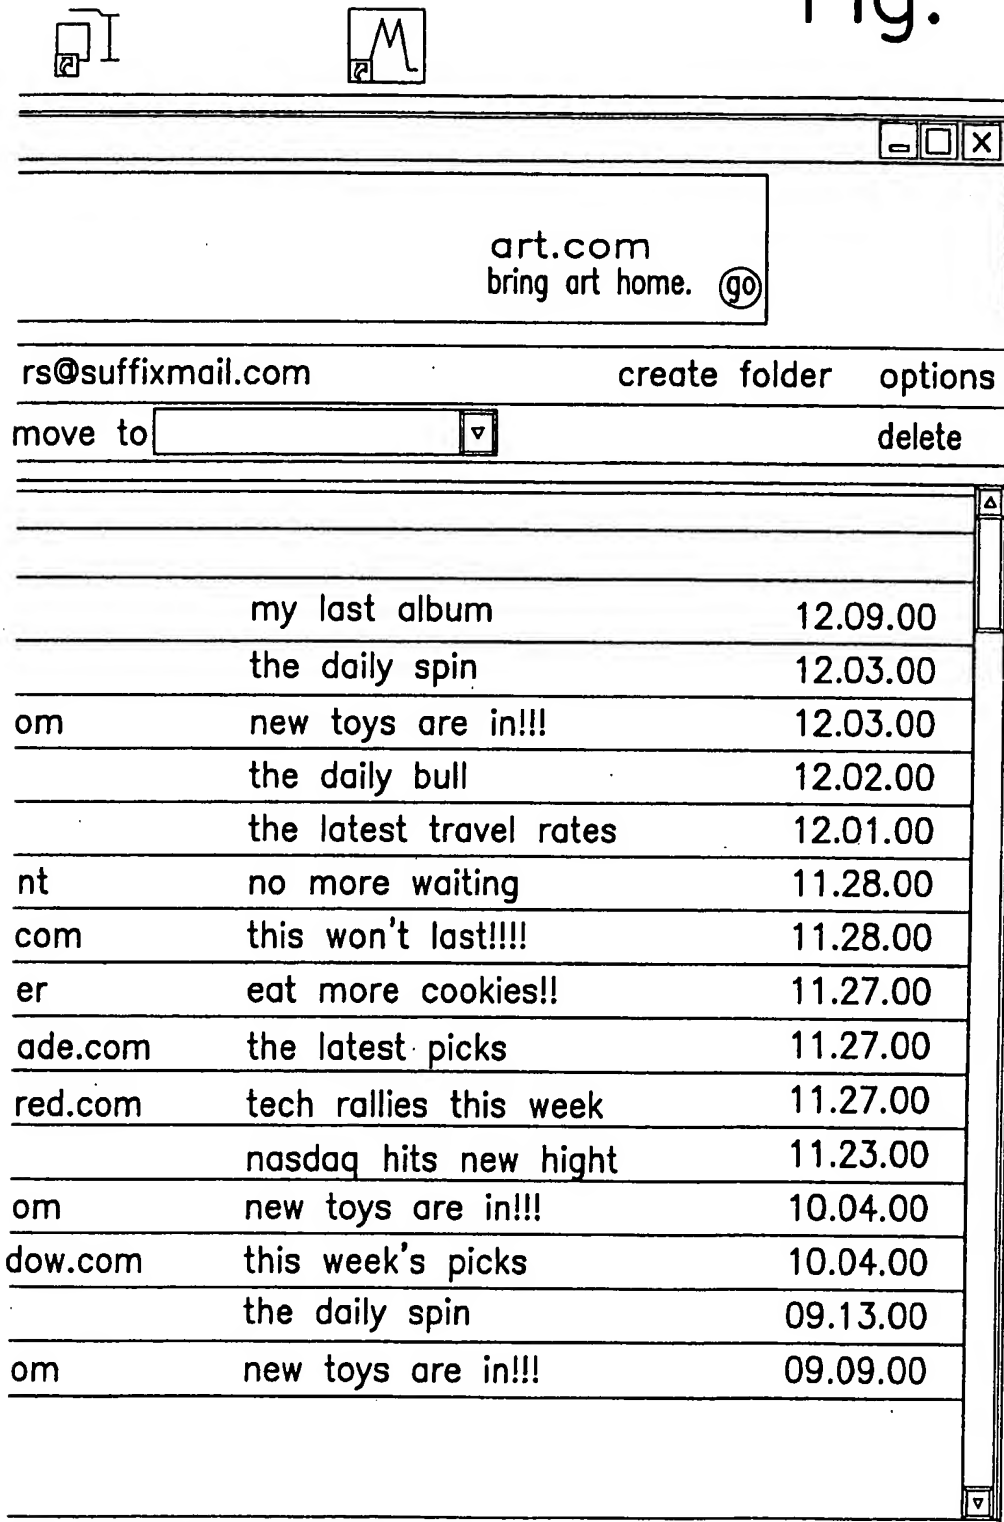 Fig.
art.com
bring art home. go
rs@suffixmail.com create folder options
move to delete
my last album 12.09.00
the daily spin 12.03.00
om new toys are in!!! 12.03.00
the daily bull 12.02.00
the latest travel rates 12.01.00
nt no more waiting 11.28.00
com this won't last!!!! 11.28.00
er eat more cookies!! 11.27.00
ade.com the latest picks 11.27.00
red.com tech rallies this week 11.27.00
nasdaq hits new hight 11.23.00
om new toys are in!!! 10.04.00
dow.com this week's picks 10.04.00
the daily spin 09.13.00
om new toys are in!!! 09.09.00